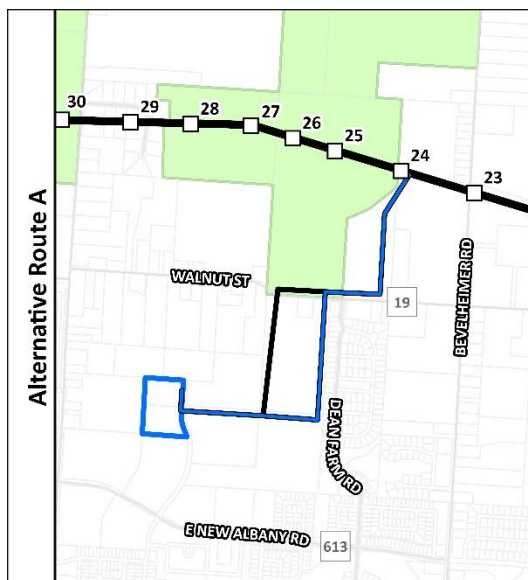 Alternative Route A
30
29
28
27
26
25
24
23
WALNUT ST
19
BEVELHEIMER RD
DEAN FARM RD
E NEW ALBANY RD
613